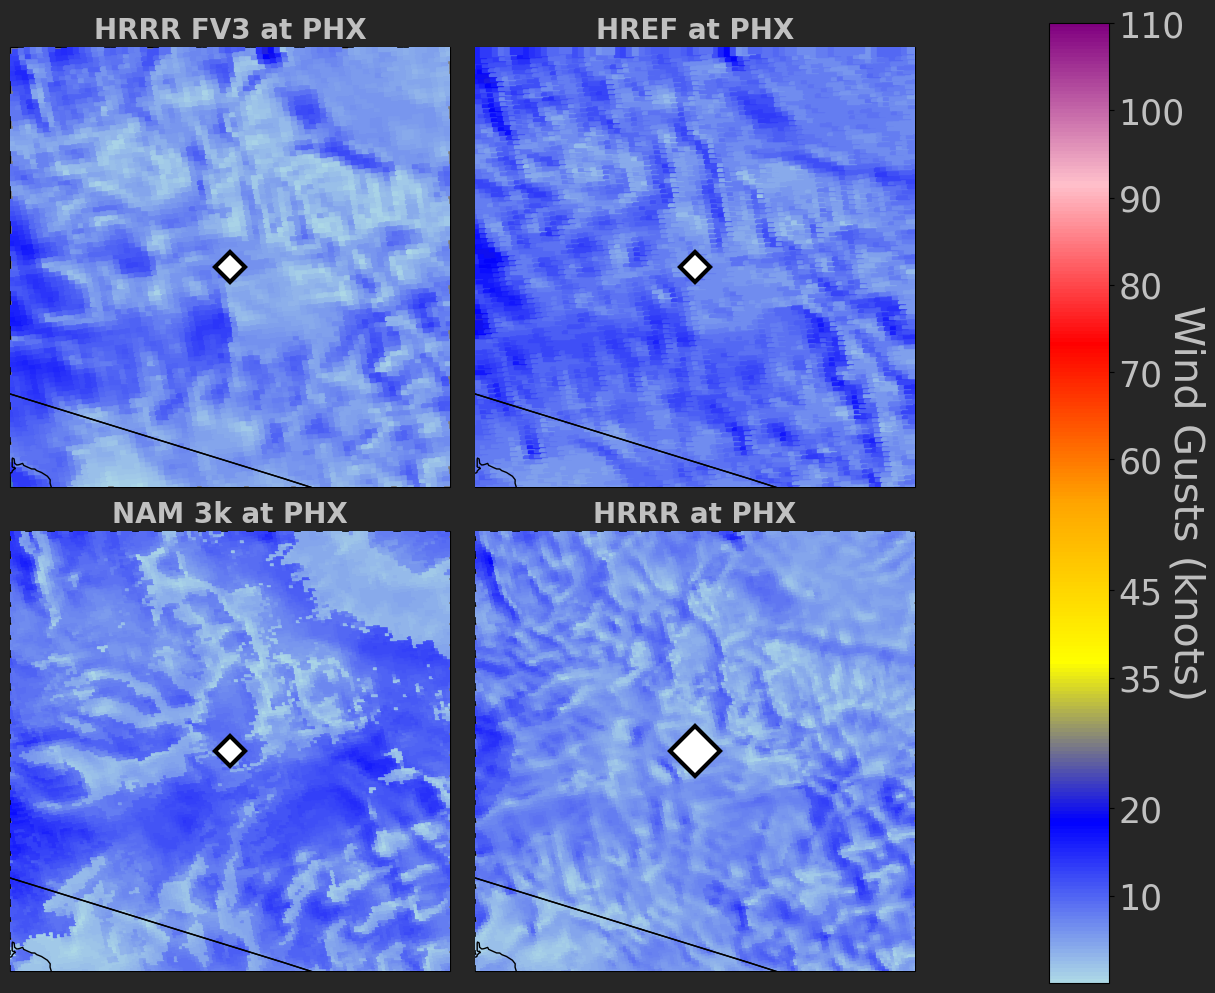 HRRR FV3 at PHX
HREF at PHX
NAM 3k at PHX
HRRR at PHX
110
100
90
80
70
60
45
35
20
10
Wind Gusts (knots)